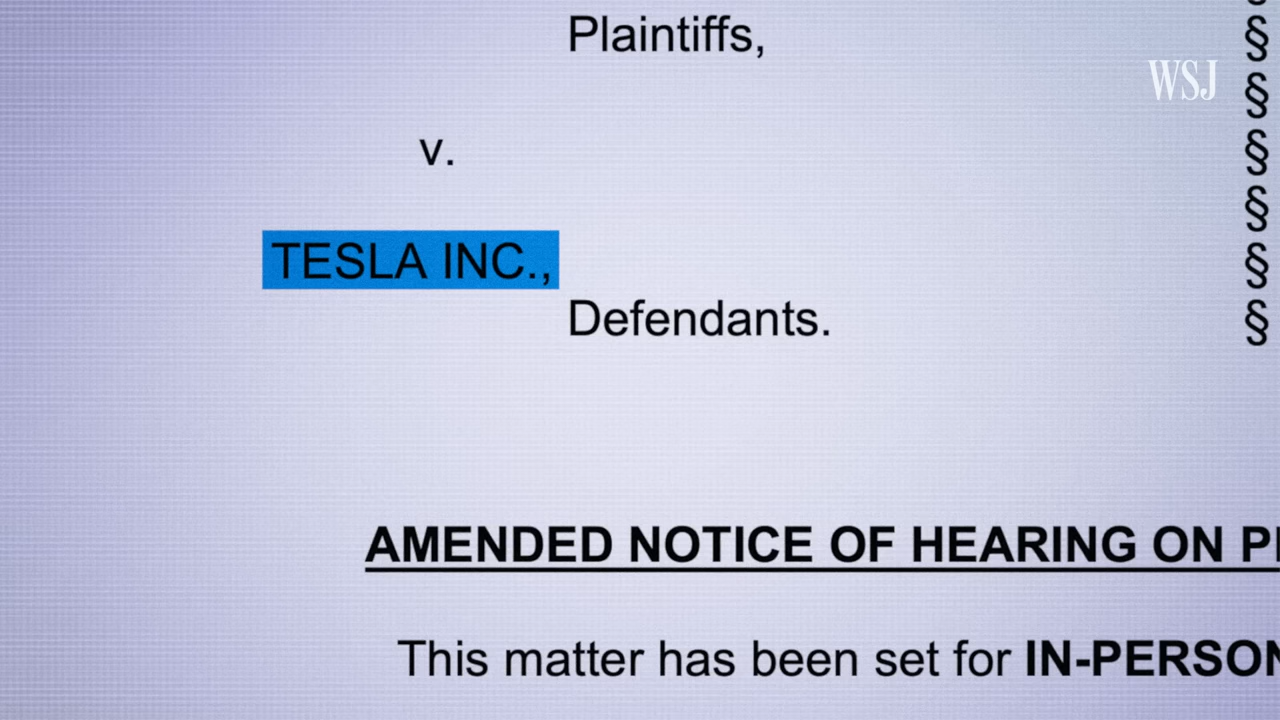 Plaintiffs,
§
WSJ
§
v.
§
§
TESLA INC.,
§
Defendants.
§
AMENDED NOTICE OF HEARING ON
This matter has been set for IN-PERSON